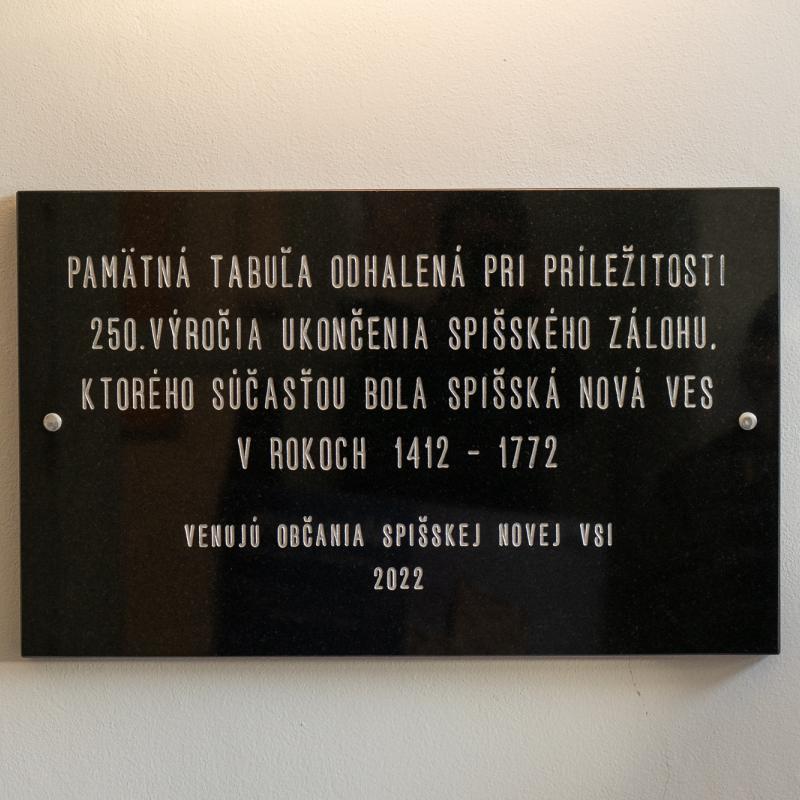 PAMÄTNÁ TABUĽA ODHALENÁ PRI PRÍLEŽITOSTI
250.VÝROČIA UKONČENIA SPIŠSKÉHO ZÁLOHU,
KTORÉHO SÚČASŤOU BOLA SPIŠSKÁ NOVÁ VES
V ROKOCH 1412 - 1772
VENUJÚ OBČANIA SPIŠSKEJ NOVEJ VSI
2022